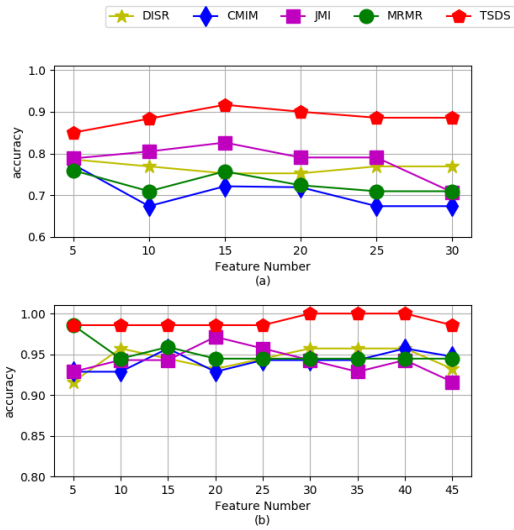 DISR CMIM JMI MRMR TSDS
1.0
0.9
0.8
0.7
0.6
accuracy
5 10 15 20 25 30
Feature Number
(a)
1.00
0.95
0.90
0.85
0.80
accuracy
5 10 15 20 25 30 35 40 45
Feature Number
(b)